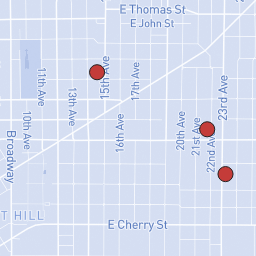 E Thomas St
E John St
15th Ave
17th Ave
11th Ave
13th Ave
23rd Ave
10th Ave
16th Ave
20th Ave
21st Ave
22nd Ave
Broadway
T HILL
E Cherry St